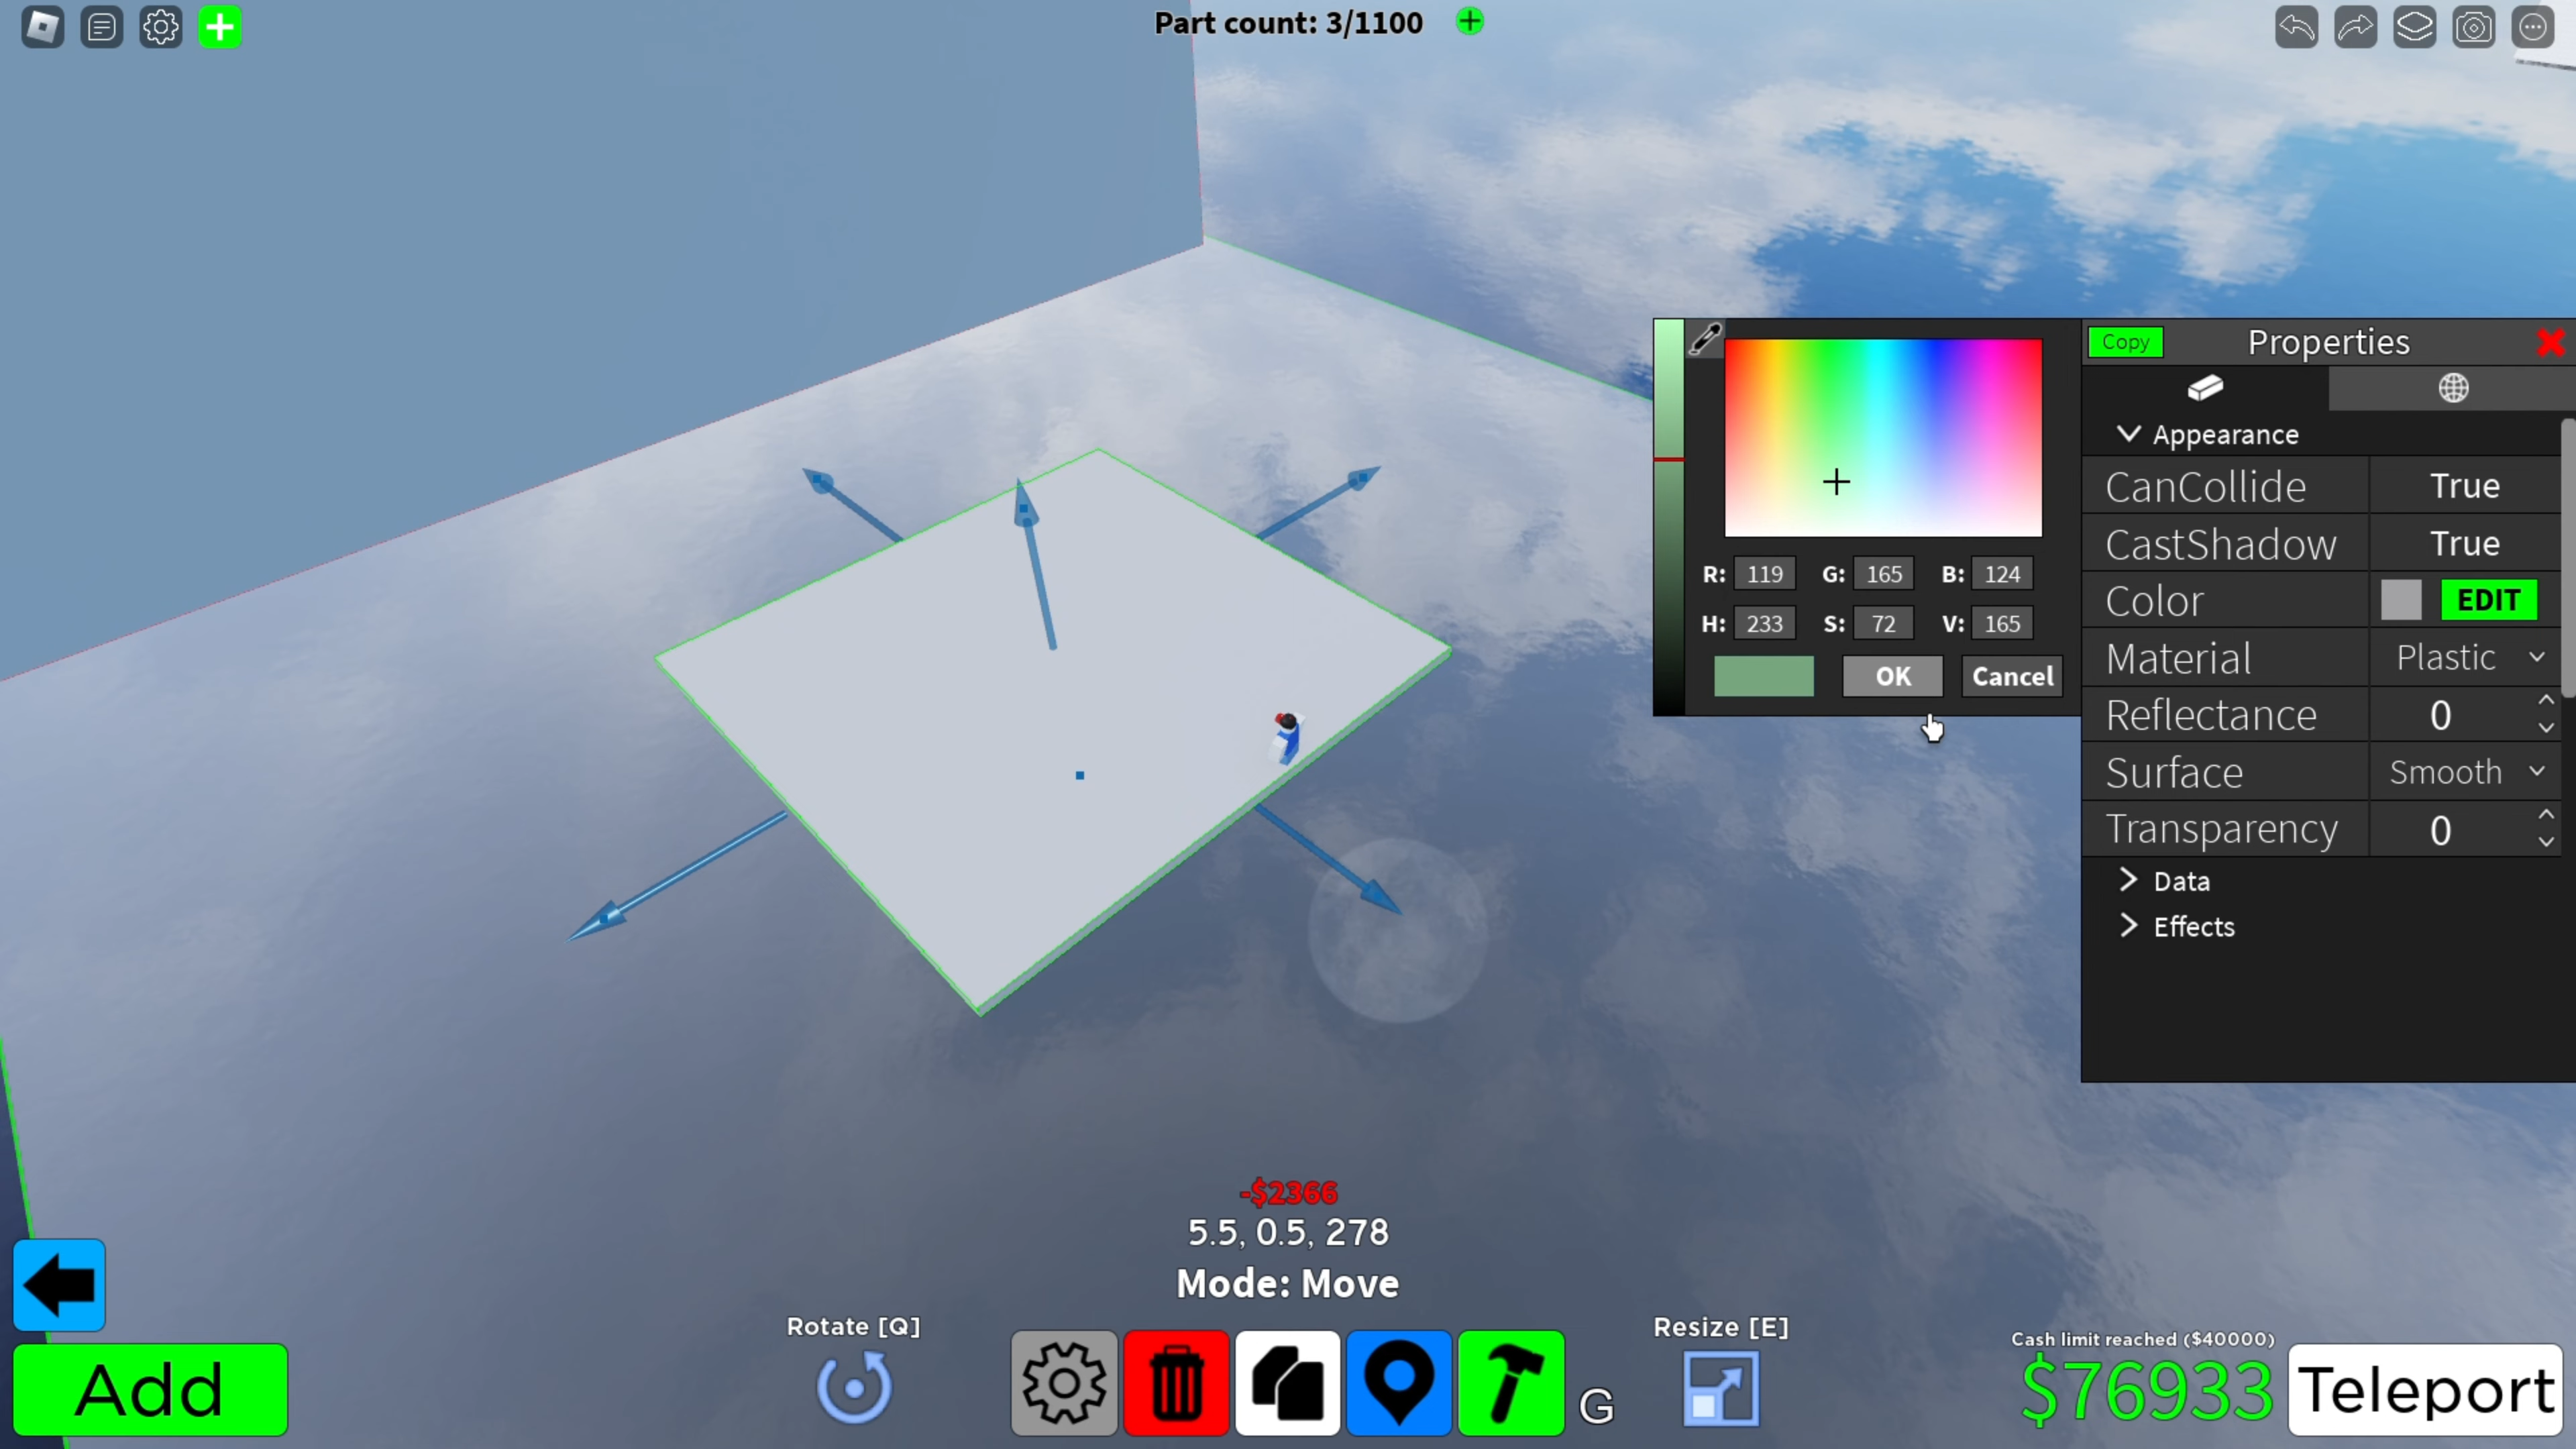 Part count: 3/1100
Copy
Properties
Appearance
CanCollide True
CastShadow True
Color EDIT
Material Plastic
Reflectance 0
Surface Smooth
Transparency 0
Data
Effects
R: 119 G: 165 B: 124
H: 233 S: 72 V: 165
OK Cancel
-$2366
5.5, 0.5, 278
Mode: Move
Rotate [Q]
Resize [E]
G
Add
Cash limit reached ($40000)
$76933
Teleport